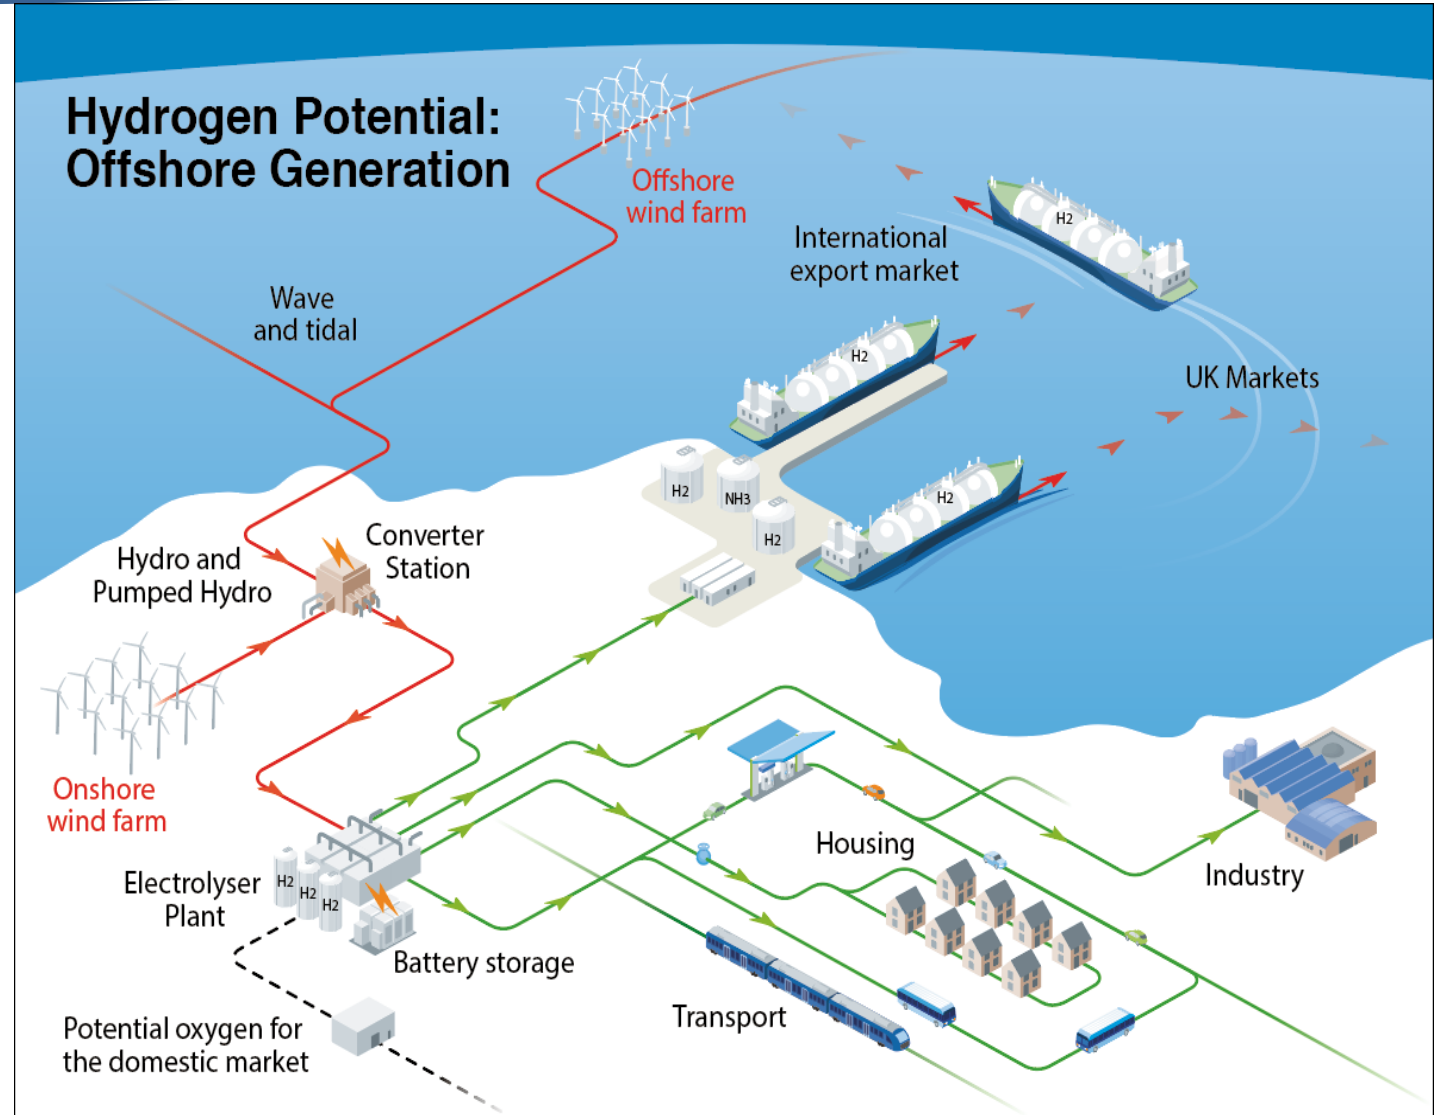 Hydrogen Potential:
Offshore Generation
Offshore
wind farm
H2
International
export market
Wave
and tidal
H2
UK Markets
H2
NH3
H2
H2
Converter
Station
Hydro and
Pumped Hydro
Onshore
wind farm
Housing
Industry
Electrolyser
Plant
H2
H2
H2
Battery storage
Transport
Potential oxygen for
the domestic market